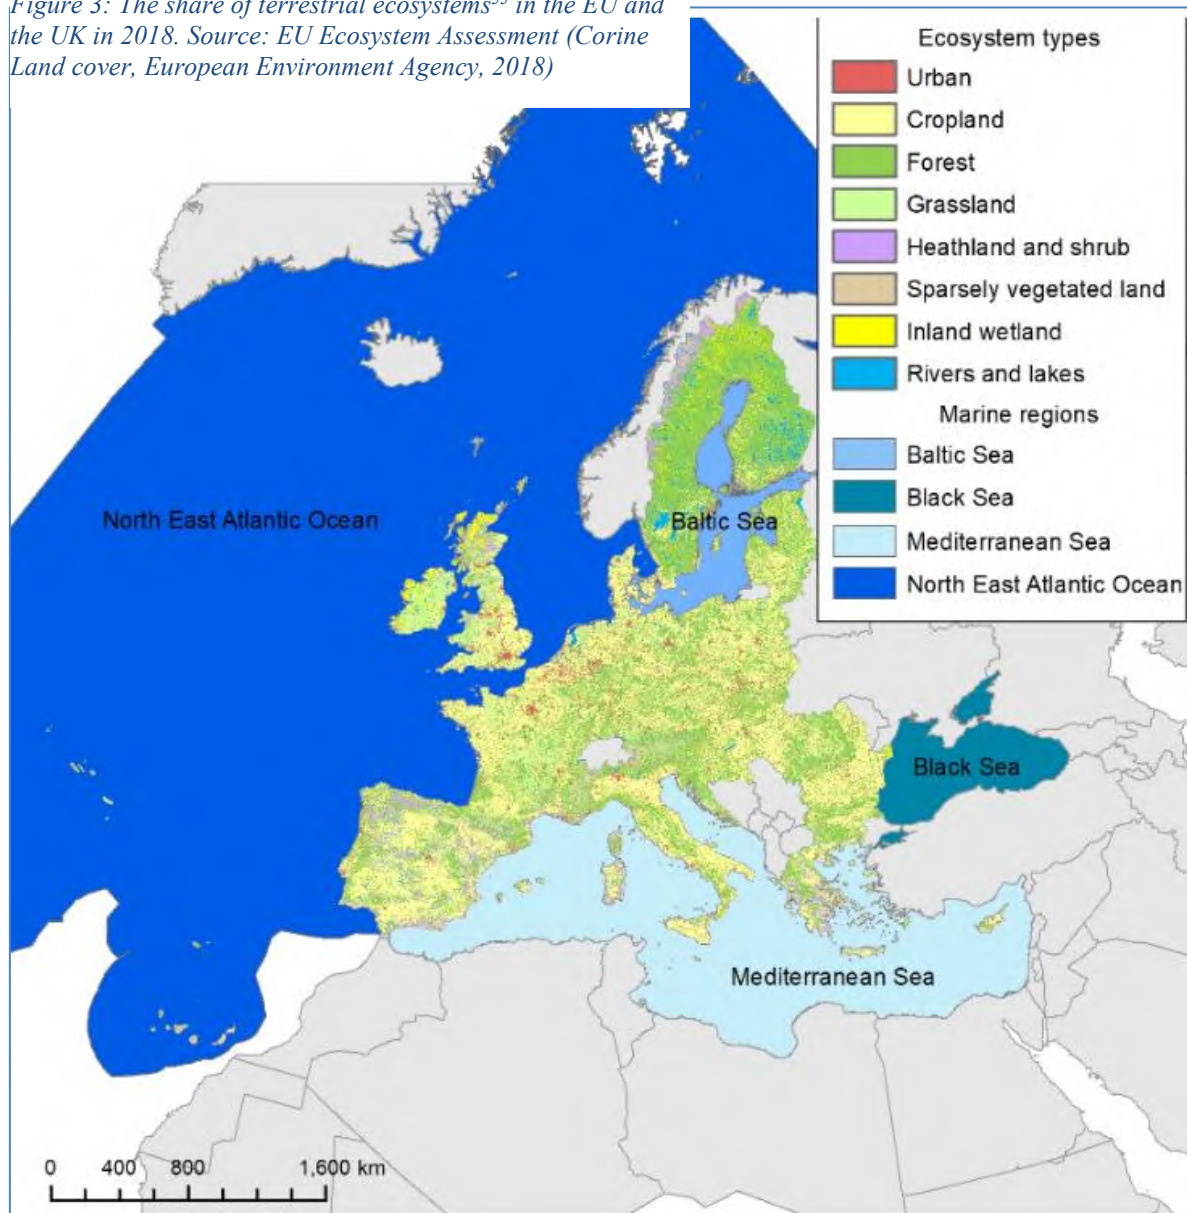 Figure 3: The share of terrestrial ecosystems in the EU and
the UK in 2018. Source: EU Ecosystem Assessment (Corine
Land cover, European Environment Agency, 2018)
Ecosystem types
Urban
Cropland
Forest
Grassland
Heathland and shrub
Sparsely vegetated land
Inland wetland
Rivers and lakes
Marine regions
Baltic Sea
Black Sea
Mediterranean Sea
North East Atlantic Ocean
North East Atlantic Ocean
Baltic Sea
Black Sea
Mediterranean Sea
0 400 800 1,600 km